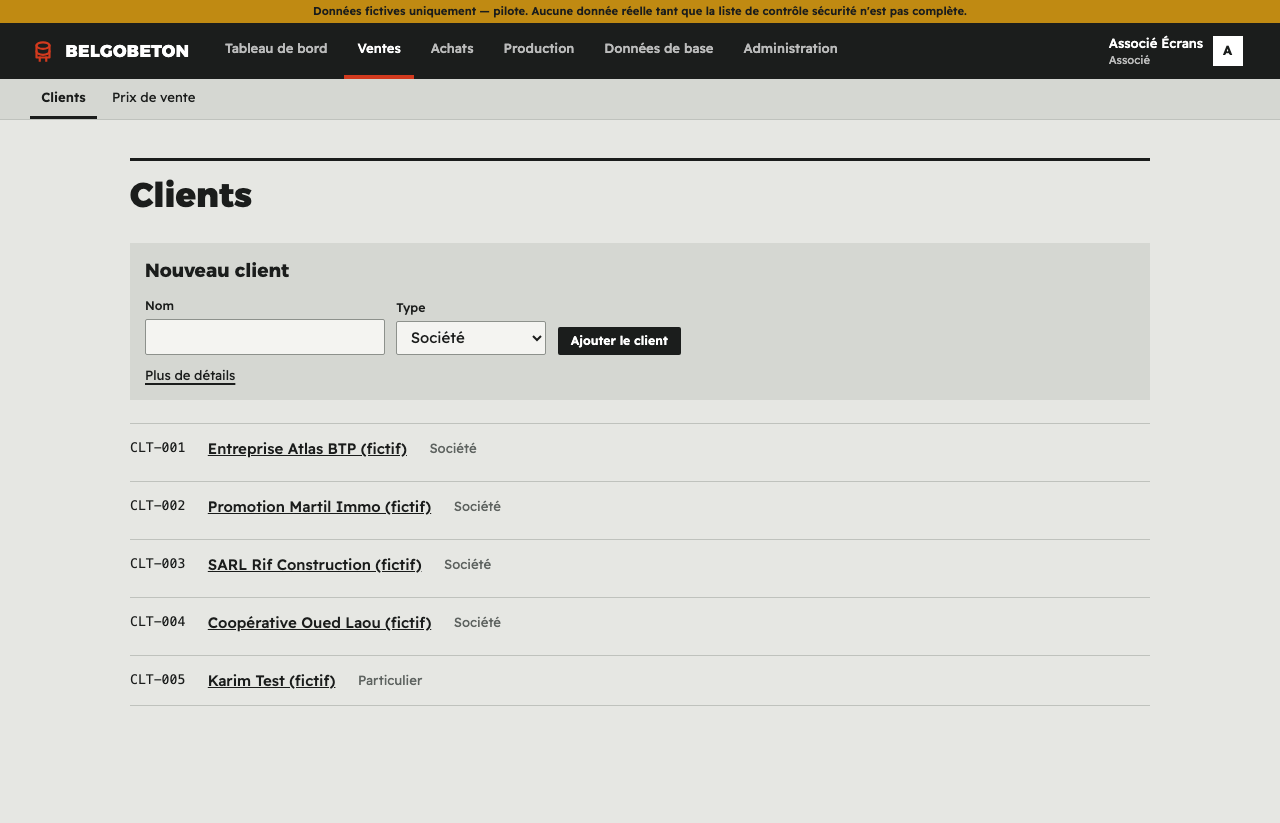 Données fictives uniquement — pilote. Aucune donnée réelle tant que la liste de contrôle sécurité n'est pas complète.
BELGOBETON Tableau de bord Ventes Achats Production Données de base Administration Associé Écrans A
Associé
Clients Prix de vente
Clients
Nouveau client
Nom Type
Société Ajouter le client
Plus de détails
CLT-001 Entreprise Atlas BTP (fictif) Société
CLT-002 Promotion Martil Immo (fictif) Société
CLT-003 SARL Rif Construction (fictif) Société
CLT-004 Coopérative Oued Laou (fictif) Société
CLT-005 Karim Test (fictif) Particulier